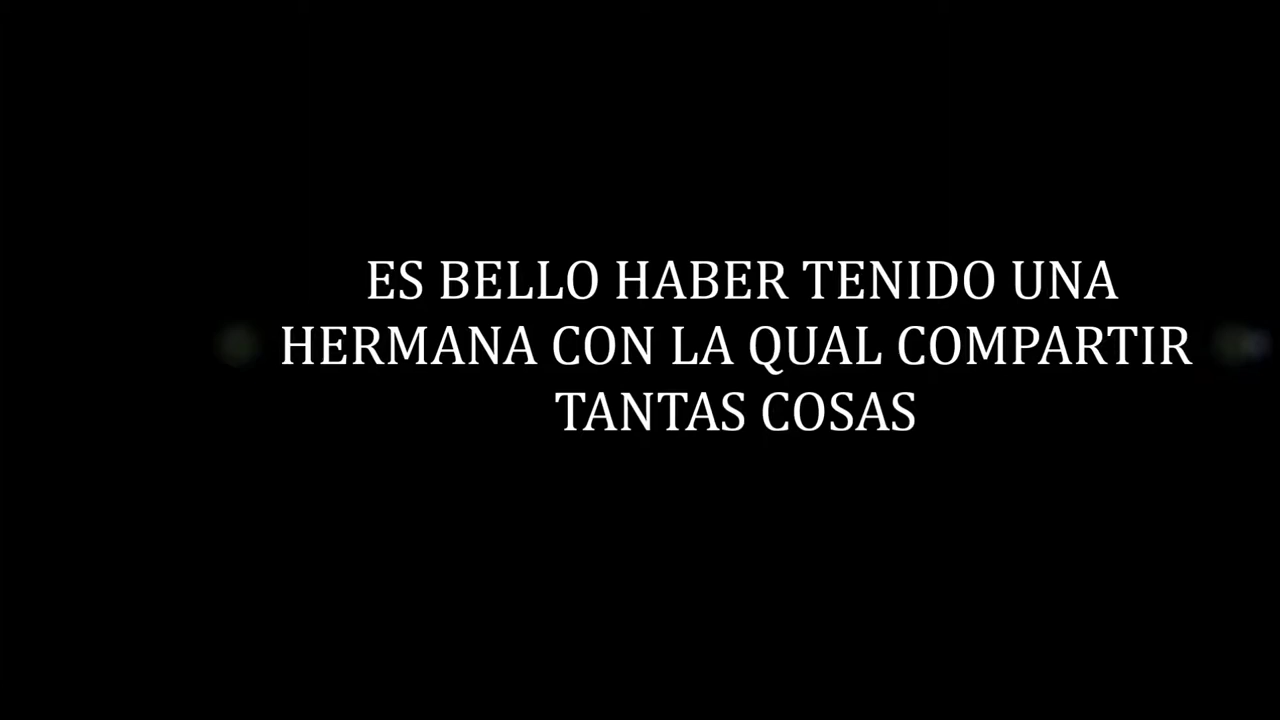 ES BELLO HABER TENIDO UNA
HERMANA CON LA QUAL COMPARTIR
TANTAS COSAS